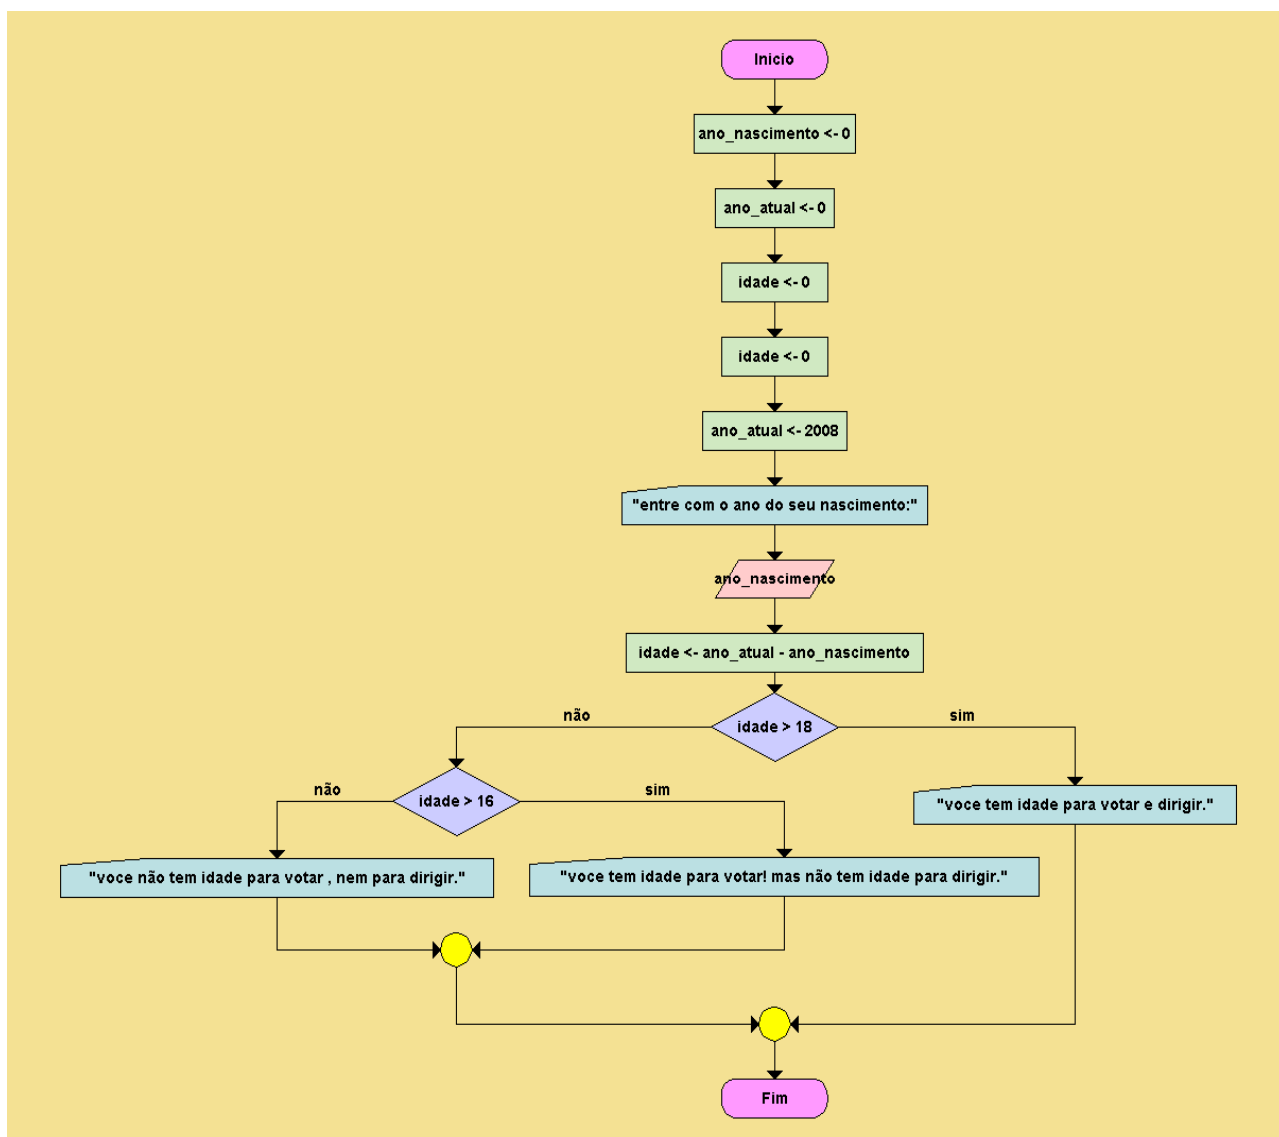 Inicio
ano_nascimento <- 0
ano_atual <- 0
idade <- 0
idade <- 0
ano_atual <- 2008
"entre com o ano do seu nascimento:"
ano_nascimento
idade <- ano_atual - ano_nascimento
não
idade > 18
sim
não
idade > 16
sim
"voce tem idade para votar e dirigir."
"voce não tem idade para votar , nem para dirigir."
"voce tem idade para votar! mas não tem idade para dirigir."
Fim